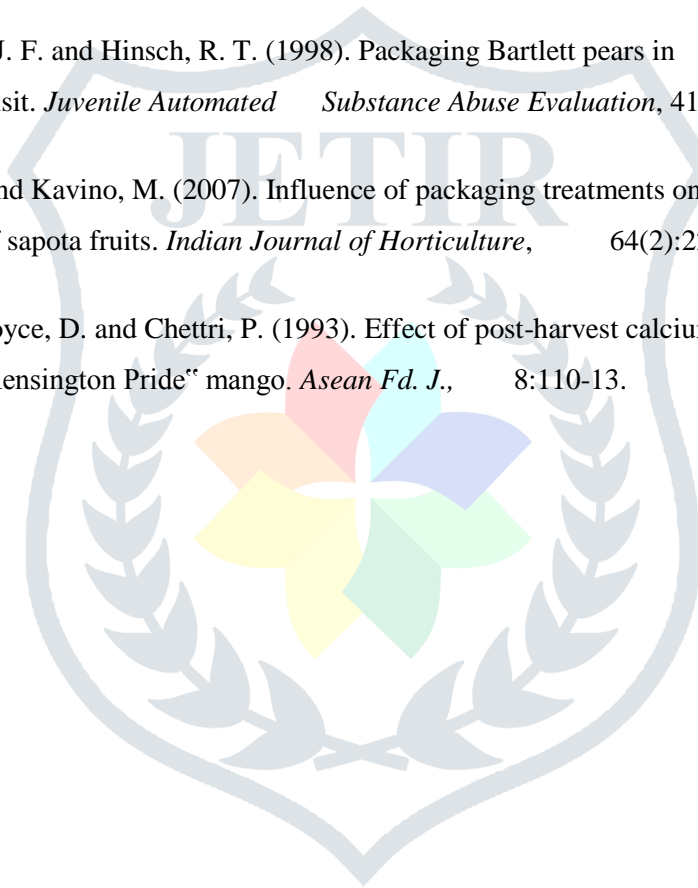 J. F. and Hinsch, R. T. (1998). Packaging Bartlett pears in
sit. Juvenile Automated Substance Abuse Evaluation, 41
JETIR
nd Kavino, M. (2007). Influence of packaging treatments on
f sapota fruits. Indian Journal of Horticulture, 64(2):2
oyce, D. and Chettri, P. (1993). Effect of post-harvest calciu
ensington Pride‟ mango. Asean Fd. J., 8:110-13.